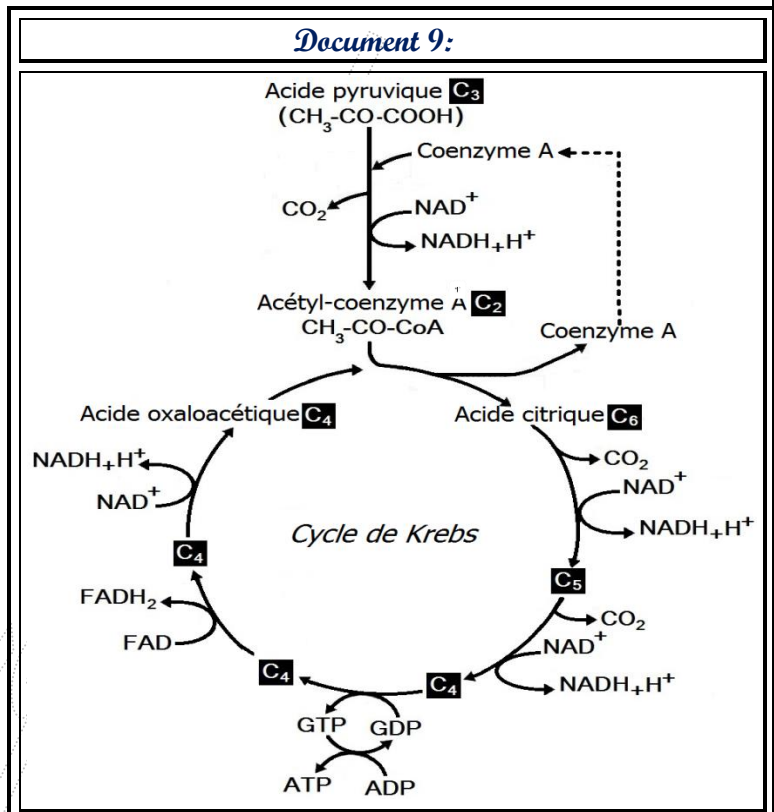 Document 9:
Acide pyruvique C₃
(CH₃-CO-COOH)
Coenzyme A
CO₂
NAD⁺
NADH+H⁺
Acétyl-coenzyme A C₂
CH₃-CO-CoA
Coenzyme A
Acide oxaloacétique C₄
Acide citrique C₆
NADH+H⁺
CO₂
NAD⁺
NAD⁺
NADH+H⁺
Cycle de Krebs
C₄
C₅
FADH₂
CO₂
FAD
NAD⁺
C₄
C₄
NADH+H⁺
GTP
GDP
ATP
ADP